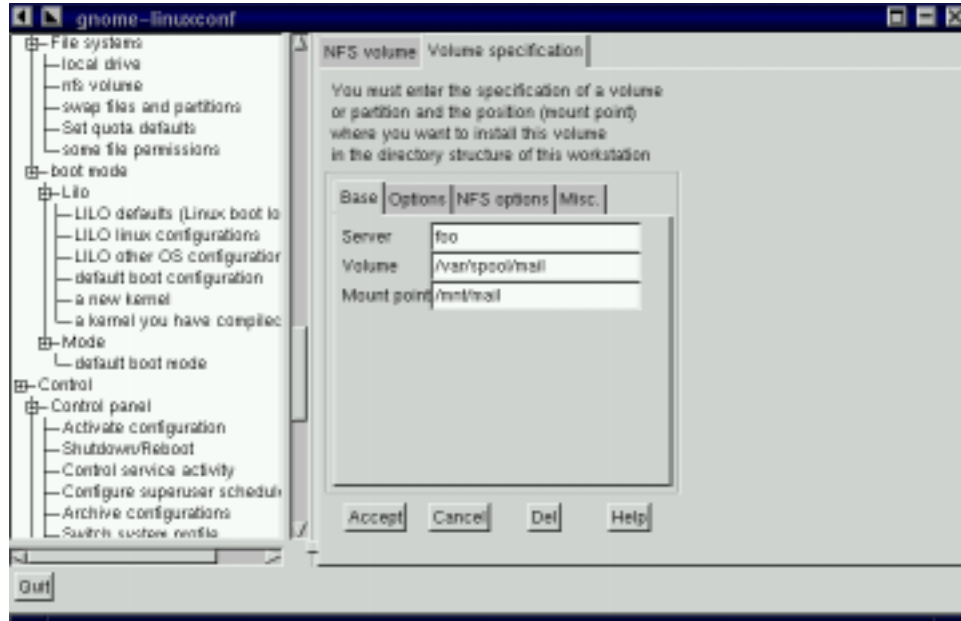 gnome-linuxconf
File systems
local drive
nfs volume
swap files and partitions
Set quota defaults
some file permissions
boot mode
Lilo
LILO defaults (Linux boot lo
LILO linux configurations
LILO other OS configuration
default boot configuration
a new kernel
a kernel you have compiled
Mode
default boot mode
Control
Control panel
Activate configuration
Shutdown/Reboot
Control service activity
Configure superuser schedule
Archive configurations
Switch system profile
NFS volume Volume specification
You must enter the specification of a volume
or partition and the position (mount point)
where you want to install this volume
in the directory structure of this workstation
Base Options NFS options Misc.
Server foo
Volume /var/spool/mail
Mount point /mnt/mail
Accept Cancel Del Help
Quit